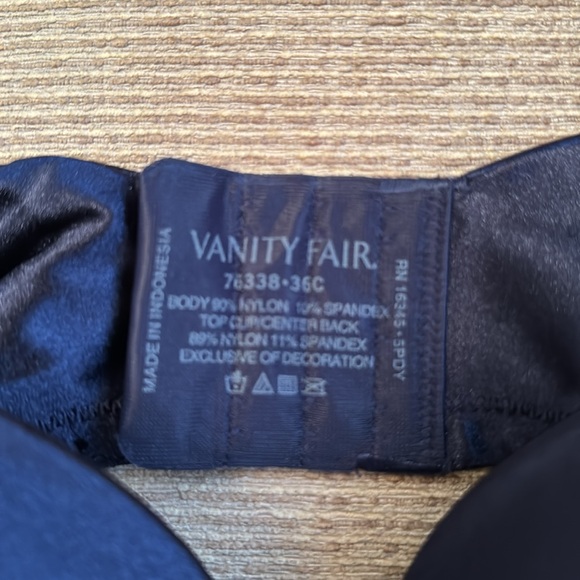 VANITY FAIR.
76338•36C
BODY 90% NYLON 10% SPANDEX
TOP CUP/CENTER BACK
89% NYLON 11% SPANDEX
EXCLUSIVE OF DECORATION
MADE IN INDONESIA
RN 16345•5PDY